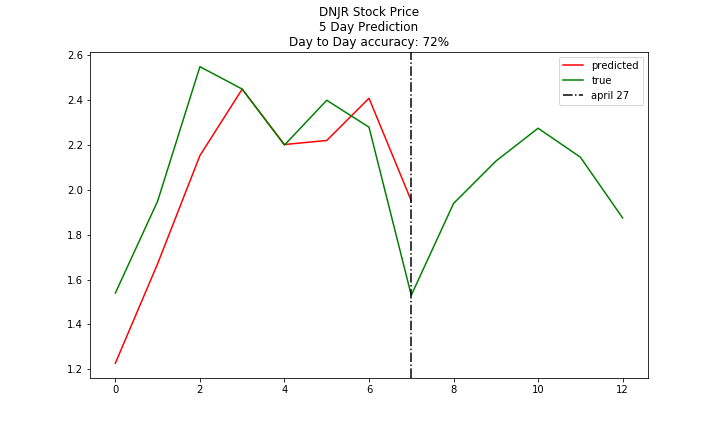 DNJR Stock Price
5 Day Prediction
Day to Day accuracy: 72%
predicted
true
april 27
2.6
2.4
2.2
2.0
1.8
1.6
1.4
1.2
0 2 4 6 8 10 12